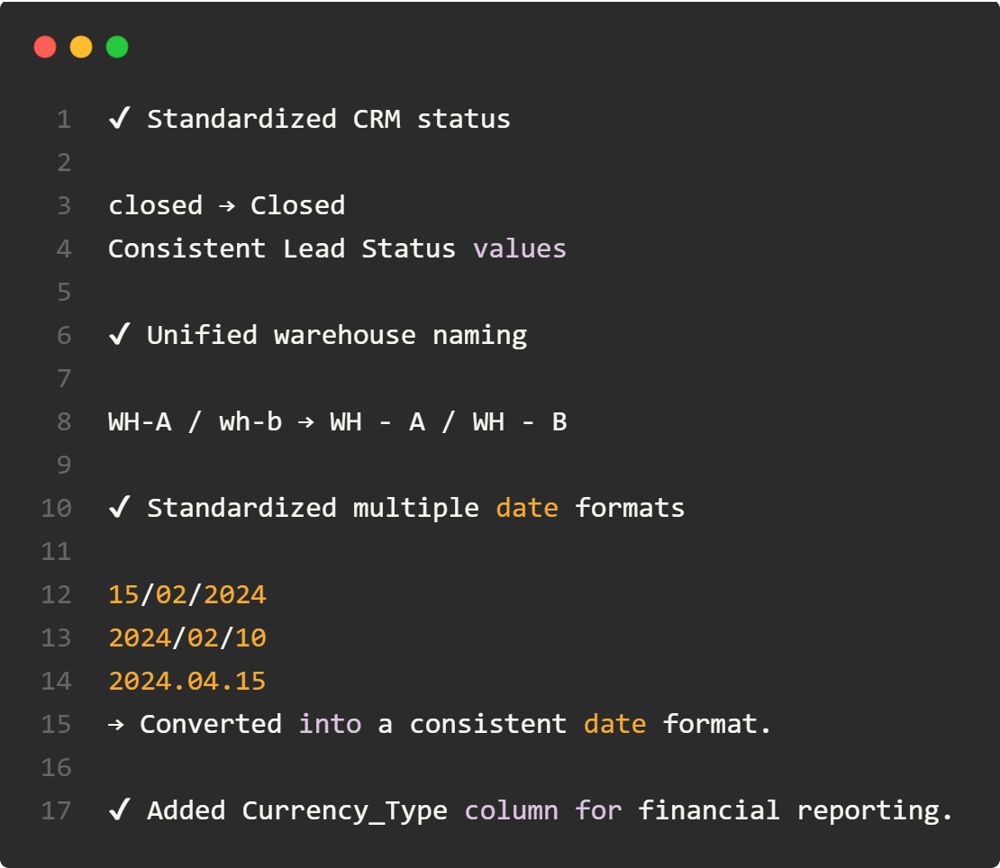 1 ✔ Standardized CRM status
2
3 closed → Closed
4 Consistent Lead Status values
5
6 ✔ Unified warehouse naming
7
8 WH-A / wh-b → WH - A / WH - B
9
10 ✔ Standardized multiple date formats
11
12 15/02/2024
13 2024/02/10
14 2024.04.15
15 → Converted into a consistent date format.
16
17 ✔ Added Currency_Type column for financial reporting.